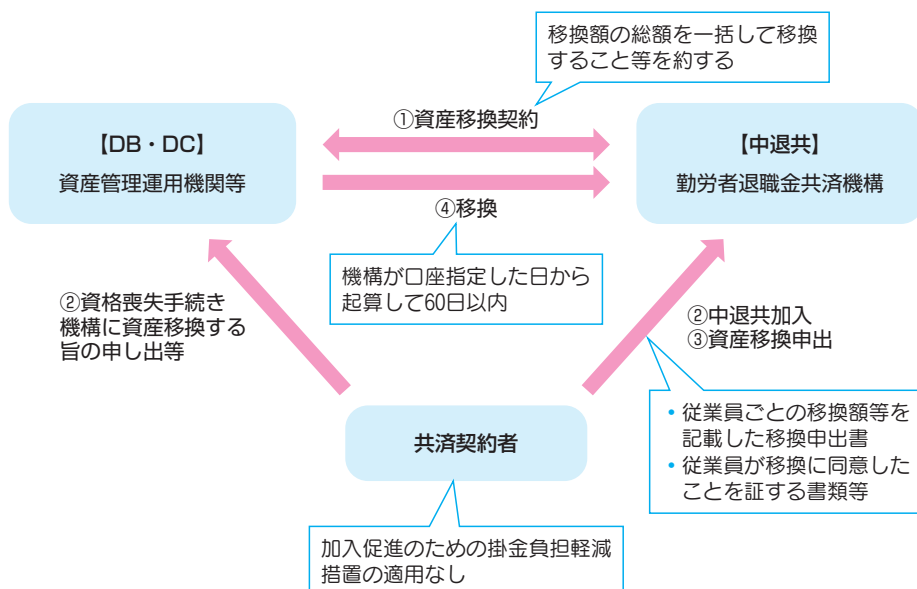 移換額の総額を一括して移換
すること等を約する
①資産移換契約
【DB・DC】
資産管理運用機関等
【中退共】
勤労者退職金共済機構
④移換
機構が口座指定した日から
起算して60日以内
②資格喪失手続き
機構に資産移換する
旨の申し出等
②中退共加入
③資産移換申出
• 従業員ごとの移換額等を
記載した移換申出書
• 従業員が移換に同意した
ことを証する書類等
共済契約者
加入促進のための掛金負担軽減
措置の適用なし